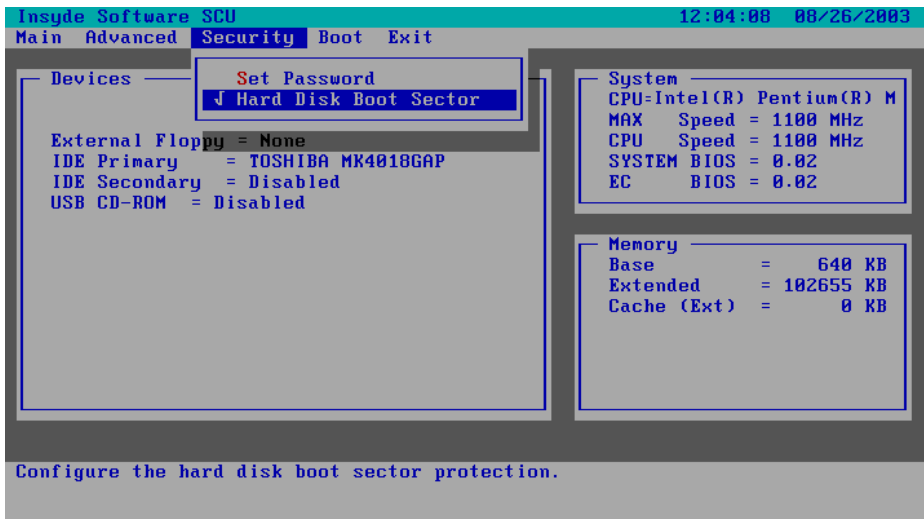 Insyde Software SCU 12:04:08 08/26/2003
Main Advanced Security Boot Exit
Set Password
√ Hard Disk Boot Sector
Devices
External Floppy = None
IDE Primary = TOSHIBA MK4018GAP
IDE Secondary = Disabled
USB CD-ROM = Disabled
System
CPU=Intel(R) Pentium(R) M
MAX Speed = 1100 MHz
CPU Speed = 1100 MHz
SYSTEM BIOS = 0.02
EC BIOS = 0.02
Memory
Base = 640 KB
Extended = 102655 KB
Cache (Ext) = 0 KB
Configure the hard disk boot sector protection.